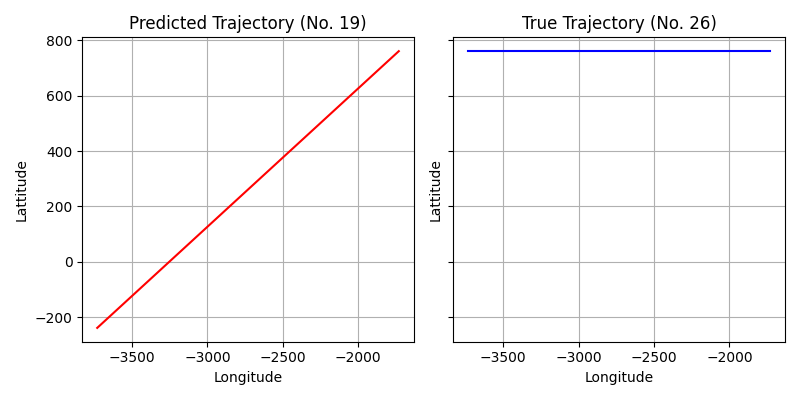 Predicted Trajectory (No. 19)
True Trajectory (No. 26)
800
600
400
200
0
−200
Lattitude
Lattitude
−3500
−3000
−2500
−2000
−3500
−3000
−2500
−2000
Longitude
Longitude